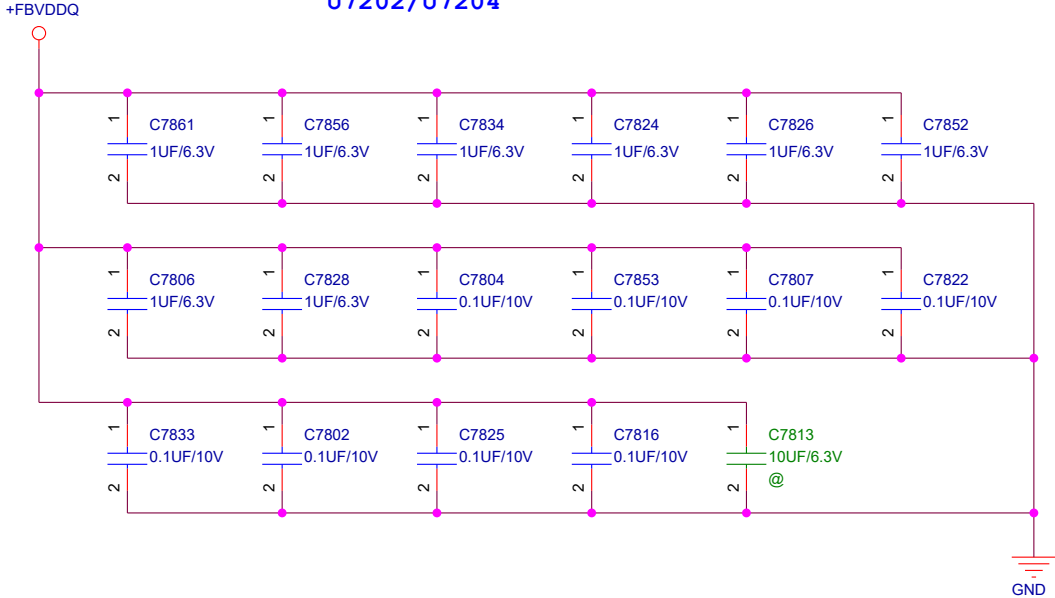 U7202/U7204
+FBVDDQ
1 C7861 1 C7856 1 C7834 1 C7824 1 C7826 1 C7852
1UF/6.3V 1UF/6.3V 1UF/6.3V 1UF/6.3V 1UF/6.3V 1UF/6.3V
2 2 2 2 2 2
1 C7806 1 C7828 1 C7804 1 C7853 1 C7807 1 C7822
1UF/6.3V 1UF/6.3V 0.1UF/10V 0.1UF/10V 0.1UF/10V 0.1UF/10V
2 2 2 2 2 2
1 C7833 1 C7802 1 C7825 1 C7816 1 C7813
0.1UF/10V 0.1UF/10V 0.1UF/10V 0.1UF/10V 10UF/6.3V
2 2 2 2 2 @
GND